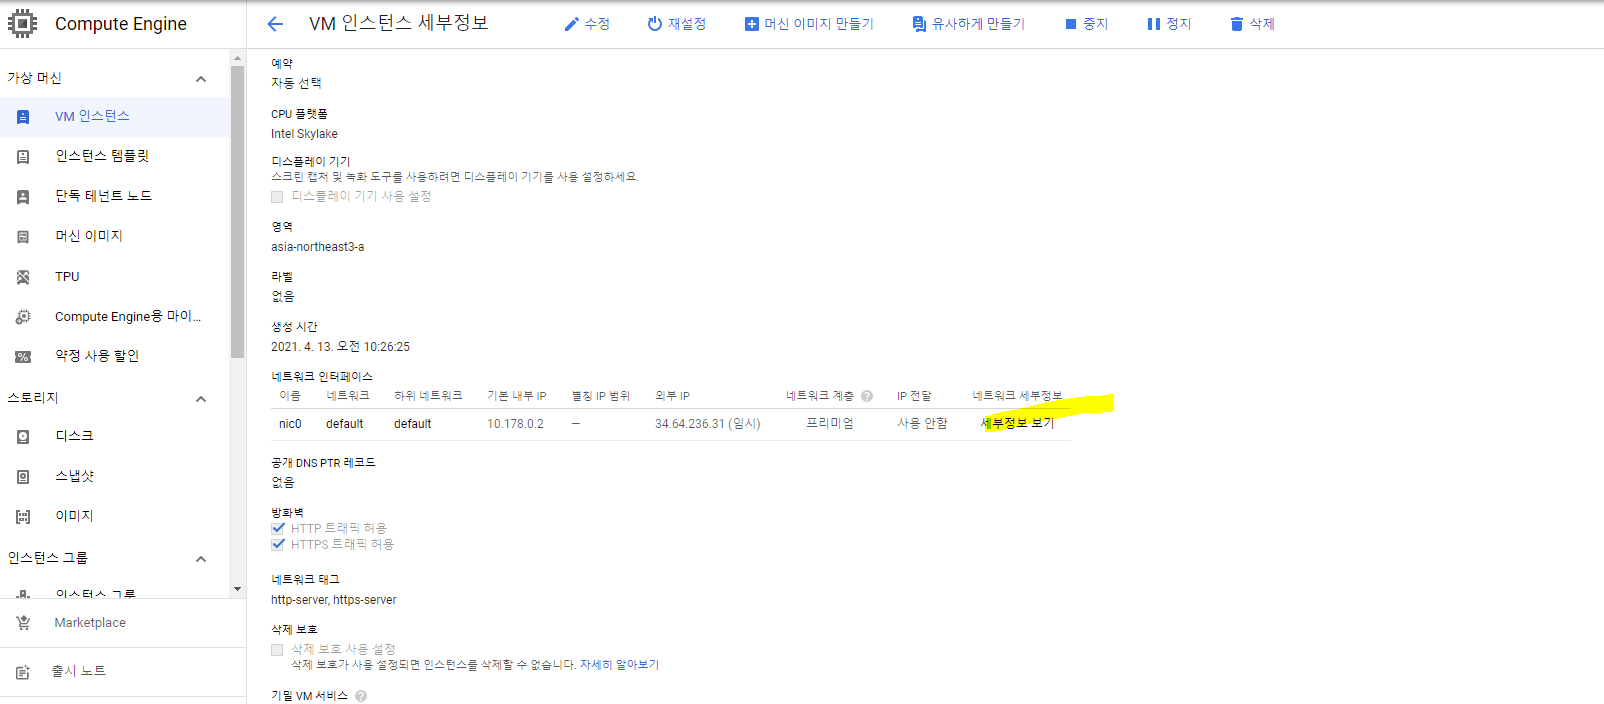 Compute Engine
VM 인스턴스 세부정보
수정
재설정
머신 이미지 만들기
유사하게 만들기
중지
정지
삭제
가상 머신
VM 인스턴스
인스턴스 템플릿
단독 테넌트 노드
머신 이미지
TPU
Compute Engine용 마이...
약정 사용 할인
스토리지
디스크
스냅샷
이미지
인스턴스 그룹
인스턴스 그룹
Marketplace
출시 노트
예약
자동 선택
CPU 플랫폼
Intel Skylake
디스플레이 기기
스크린 캡처 및 녹화 도구를 사용하려면 디스플레이 기기를 사용 설정하세요.
디스플레이 기기 사용 설정
영역
asia-northeast3-a
라벨
없음
생성 시간
2021. 4. 13. 오전 10:26:25
네트워크 인터페이스
이름 네트워크 하위 네트워크 기본 내부 IP 별칭 IP 범위 외부 IP 네트워크 계층 IP 전달 네트워크 세부정보
nic0 default default 10.178.0.2 — 34.64.236.31 (임시) 프리미엄 사용 안함 세부정보 보기
공개 DNS PTR 레코드
없음
방화벽
HTTP 트래픽 허용
HTTPS 트래픽 허용
네트워크 태그
http-server, https-server
삭제 보호
삭제 보호 사용 설정
삭제 보호가 사용 설정되면 인스턴스를 삭제할 수 없습니다. 자세히 알아보기
기밀 VM 서비스